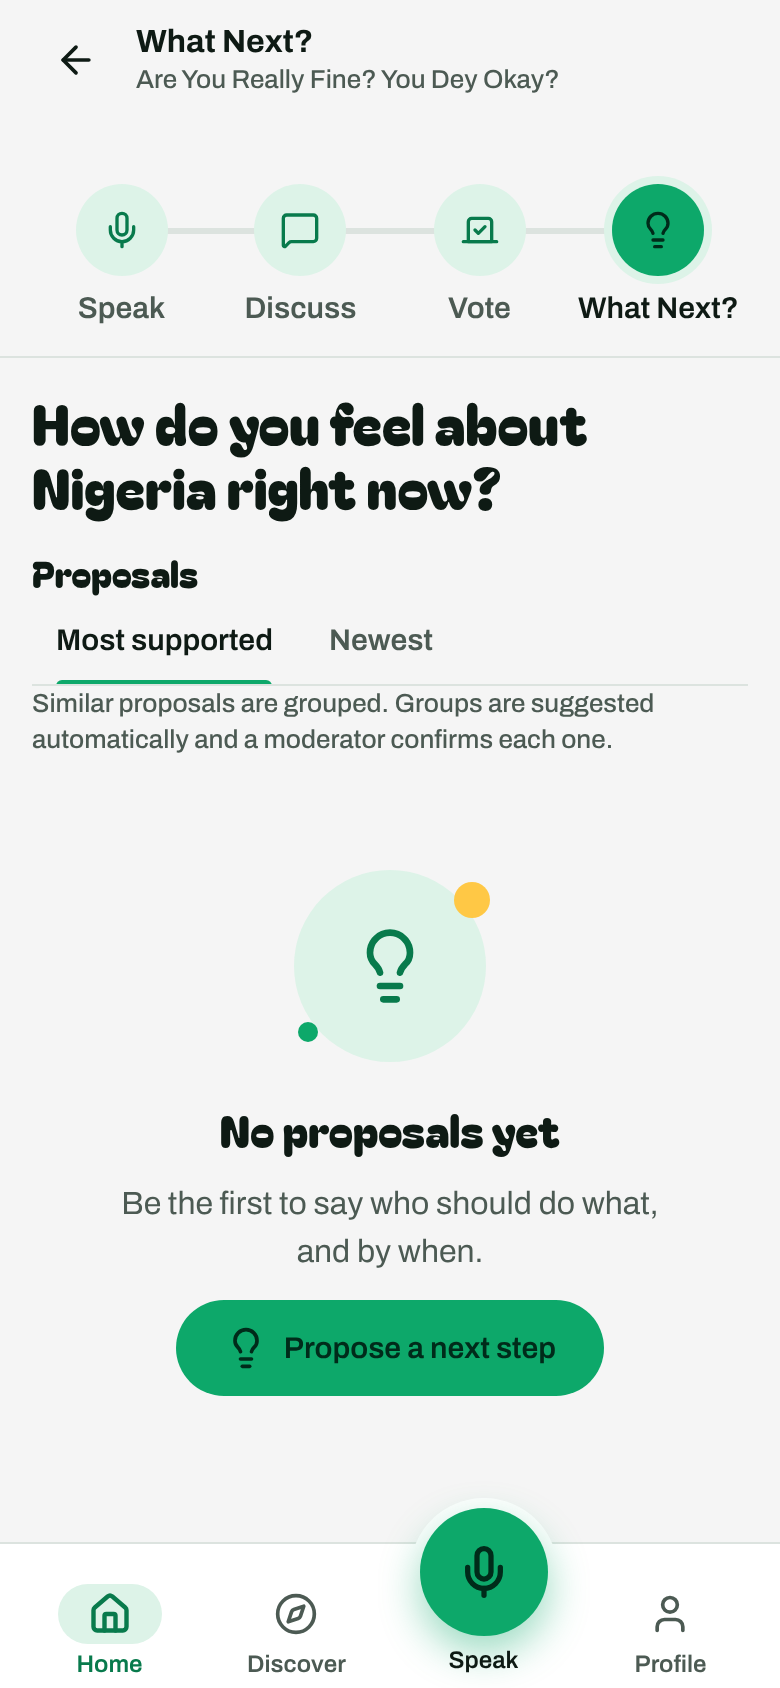 What Next?
Are You Really Fine? You Dey Okay?
Speak
Discuss
Vote
What Next?
How do you feel about
Nigeria right now?
Proposals
Most supported
Newest
Similar proposals are grouped. Groups are suggested
automatically and a moderator confirms each one.
No proposals yet
Be the first to say who should do what,
and by when.
Propose a next step
Home
Discover
Speak
Profile